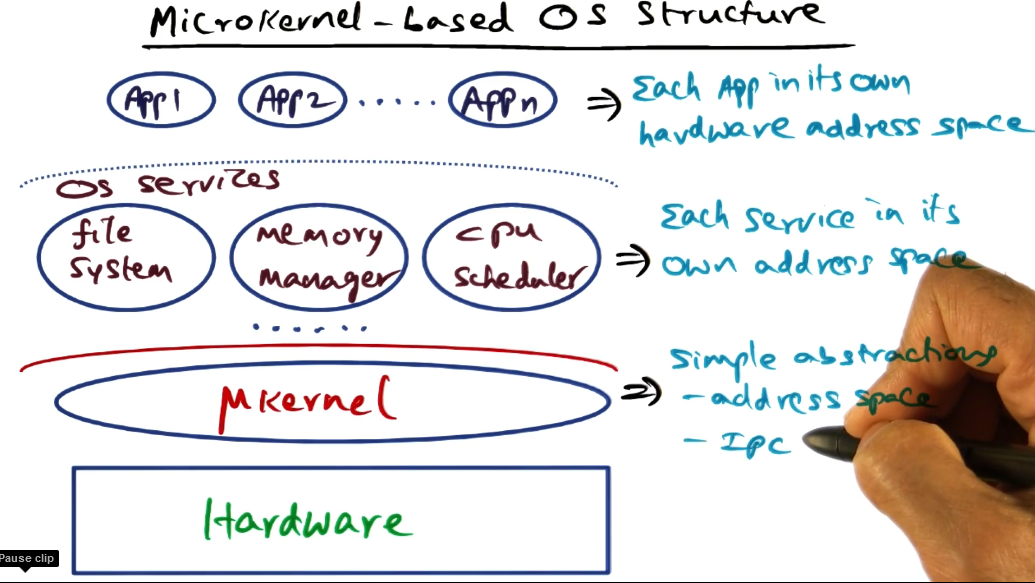 Microkernel-based OS structure
App1 App2 ...... Appn ⇒ Each App in its own
hardware address space
OS services
file
system
memory
manager
cpu
scheduler
......
⇒ Each service in its
own address space
μkernel
⇒ simple abstractions
- address space
- IPC
Hardware
Pause clip